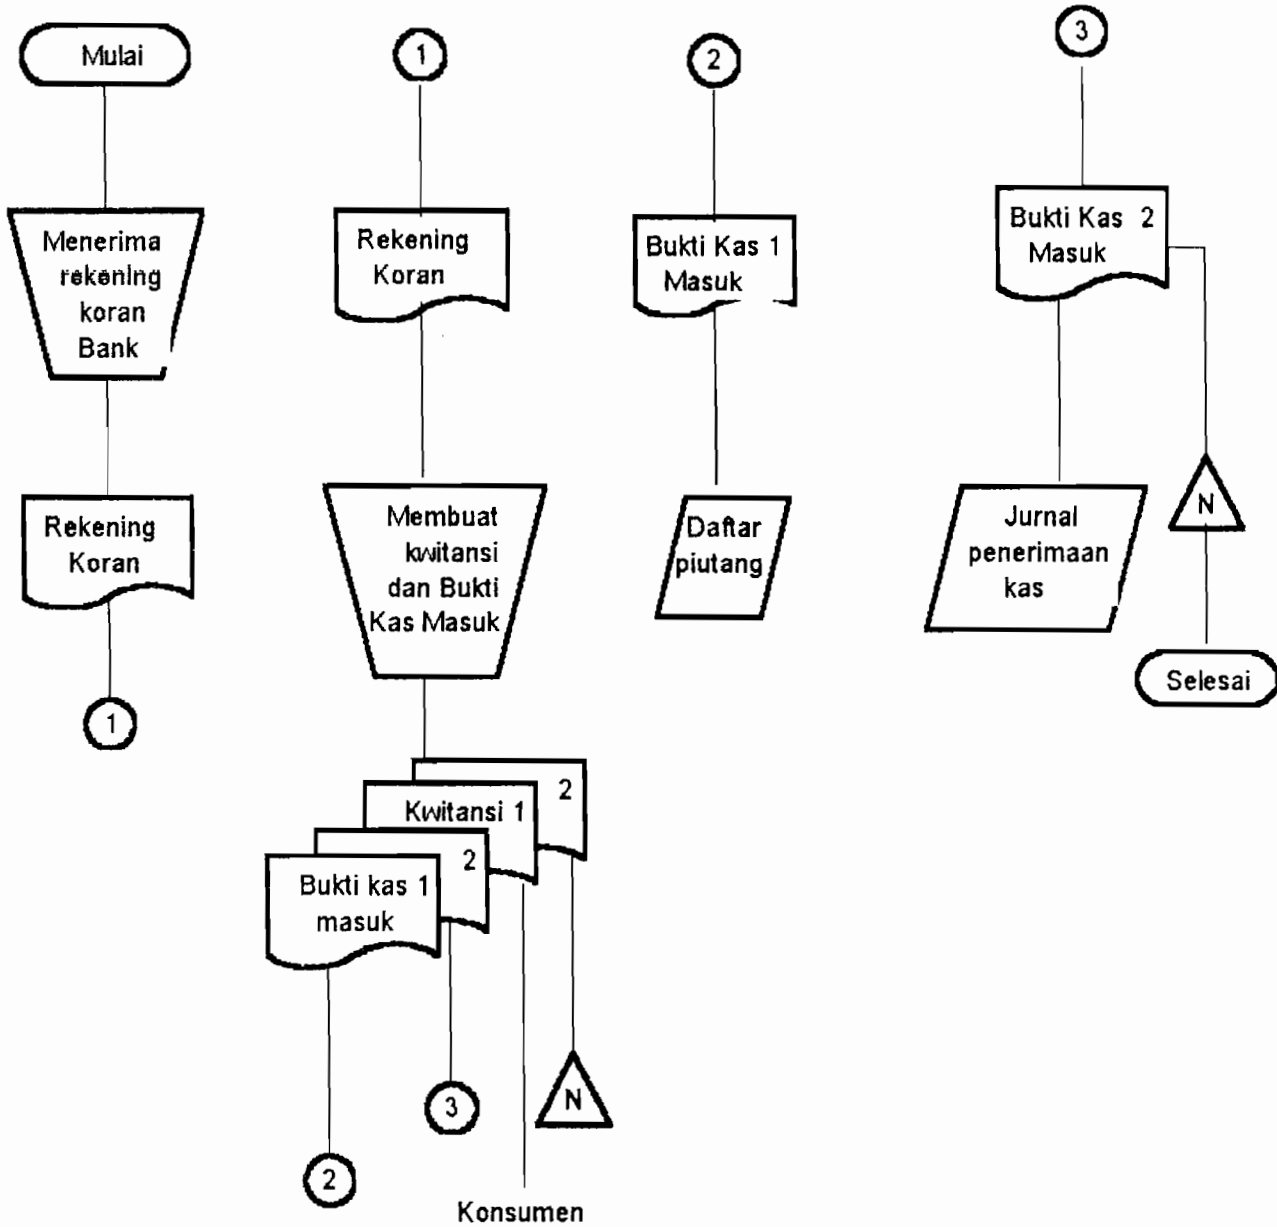 Mulai
Menerima
rekening
koran
Bank
Rekening
Koran
1
1
Rekening
Koran
Membuat
kwitansi
dan Bukti
Kas Masuk
2
Kwitansi 1
2
Bukti kas 1
masuk
2
3
N
Konsumen
2
Bukti Kas 1
Masuk
Daftar
piutang
3
Bukti Kas 2
Masuk
N
Jurnal
penerimaan
kas
Selesai